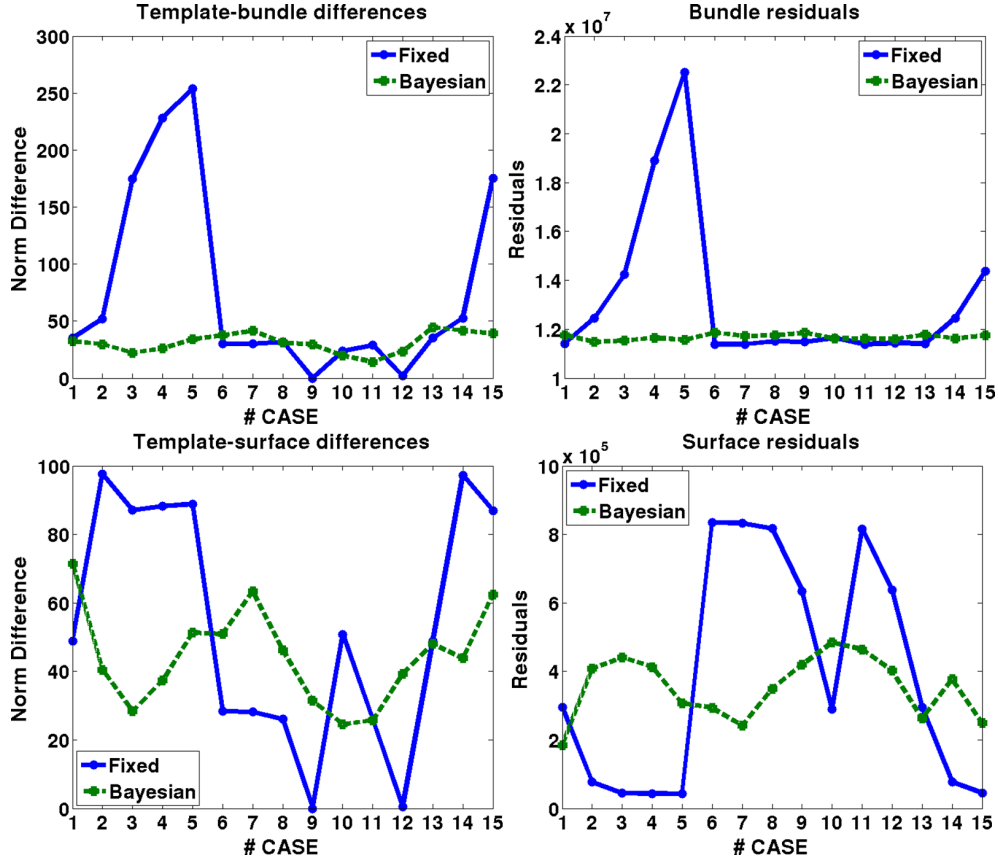 Template-bundle differences
300
250
200
150
100
50
0
Norm Difference
Fixed
Bayesian
1 2 3 4 5 6 7 8 9 10 11 12 13 14 15
# CASE
Bundle residuals
x 10^7
2.4
2.2
2
1.8
1.6
1.4
1.2
1
Residuals
Fixed
Bayesian
1 2 3 4 5 6 7 8 9 10 11 12 13 14 15
# CASE
Template-surface differences
100
80
60
40
20
0
Norm Difference
Fixed
Bayesian
1 2 3 4 5 6 7 8 9 10 11 12 13 14 15
# CASE
Surface residuals
x 10^5
10
8
6
4
2
0
Residuals
Fixed
Bayesian
1 2 3 4 5 6 7 8 9 10 11 12 13 14 15
# CASE